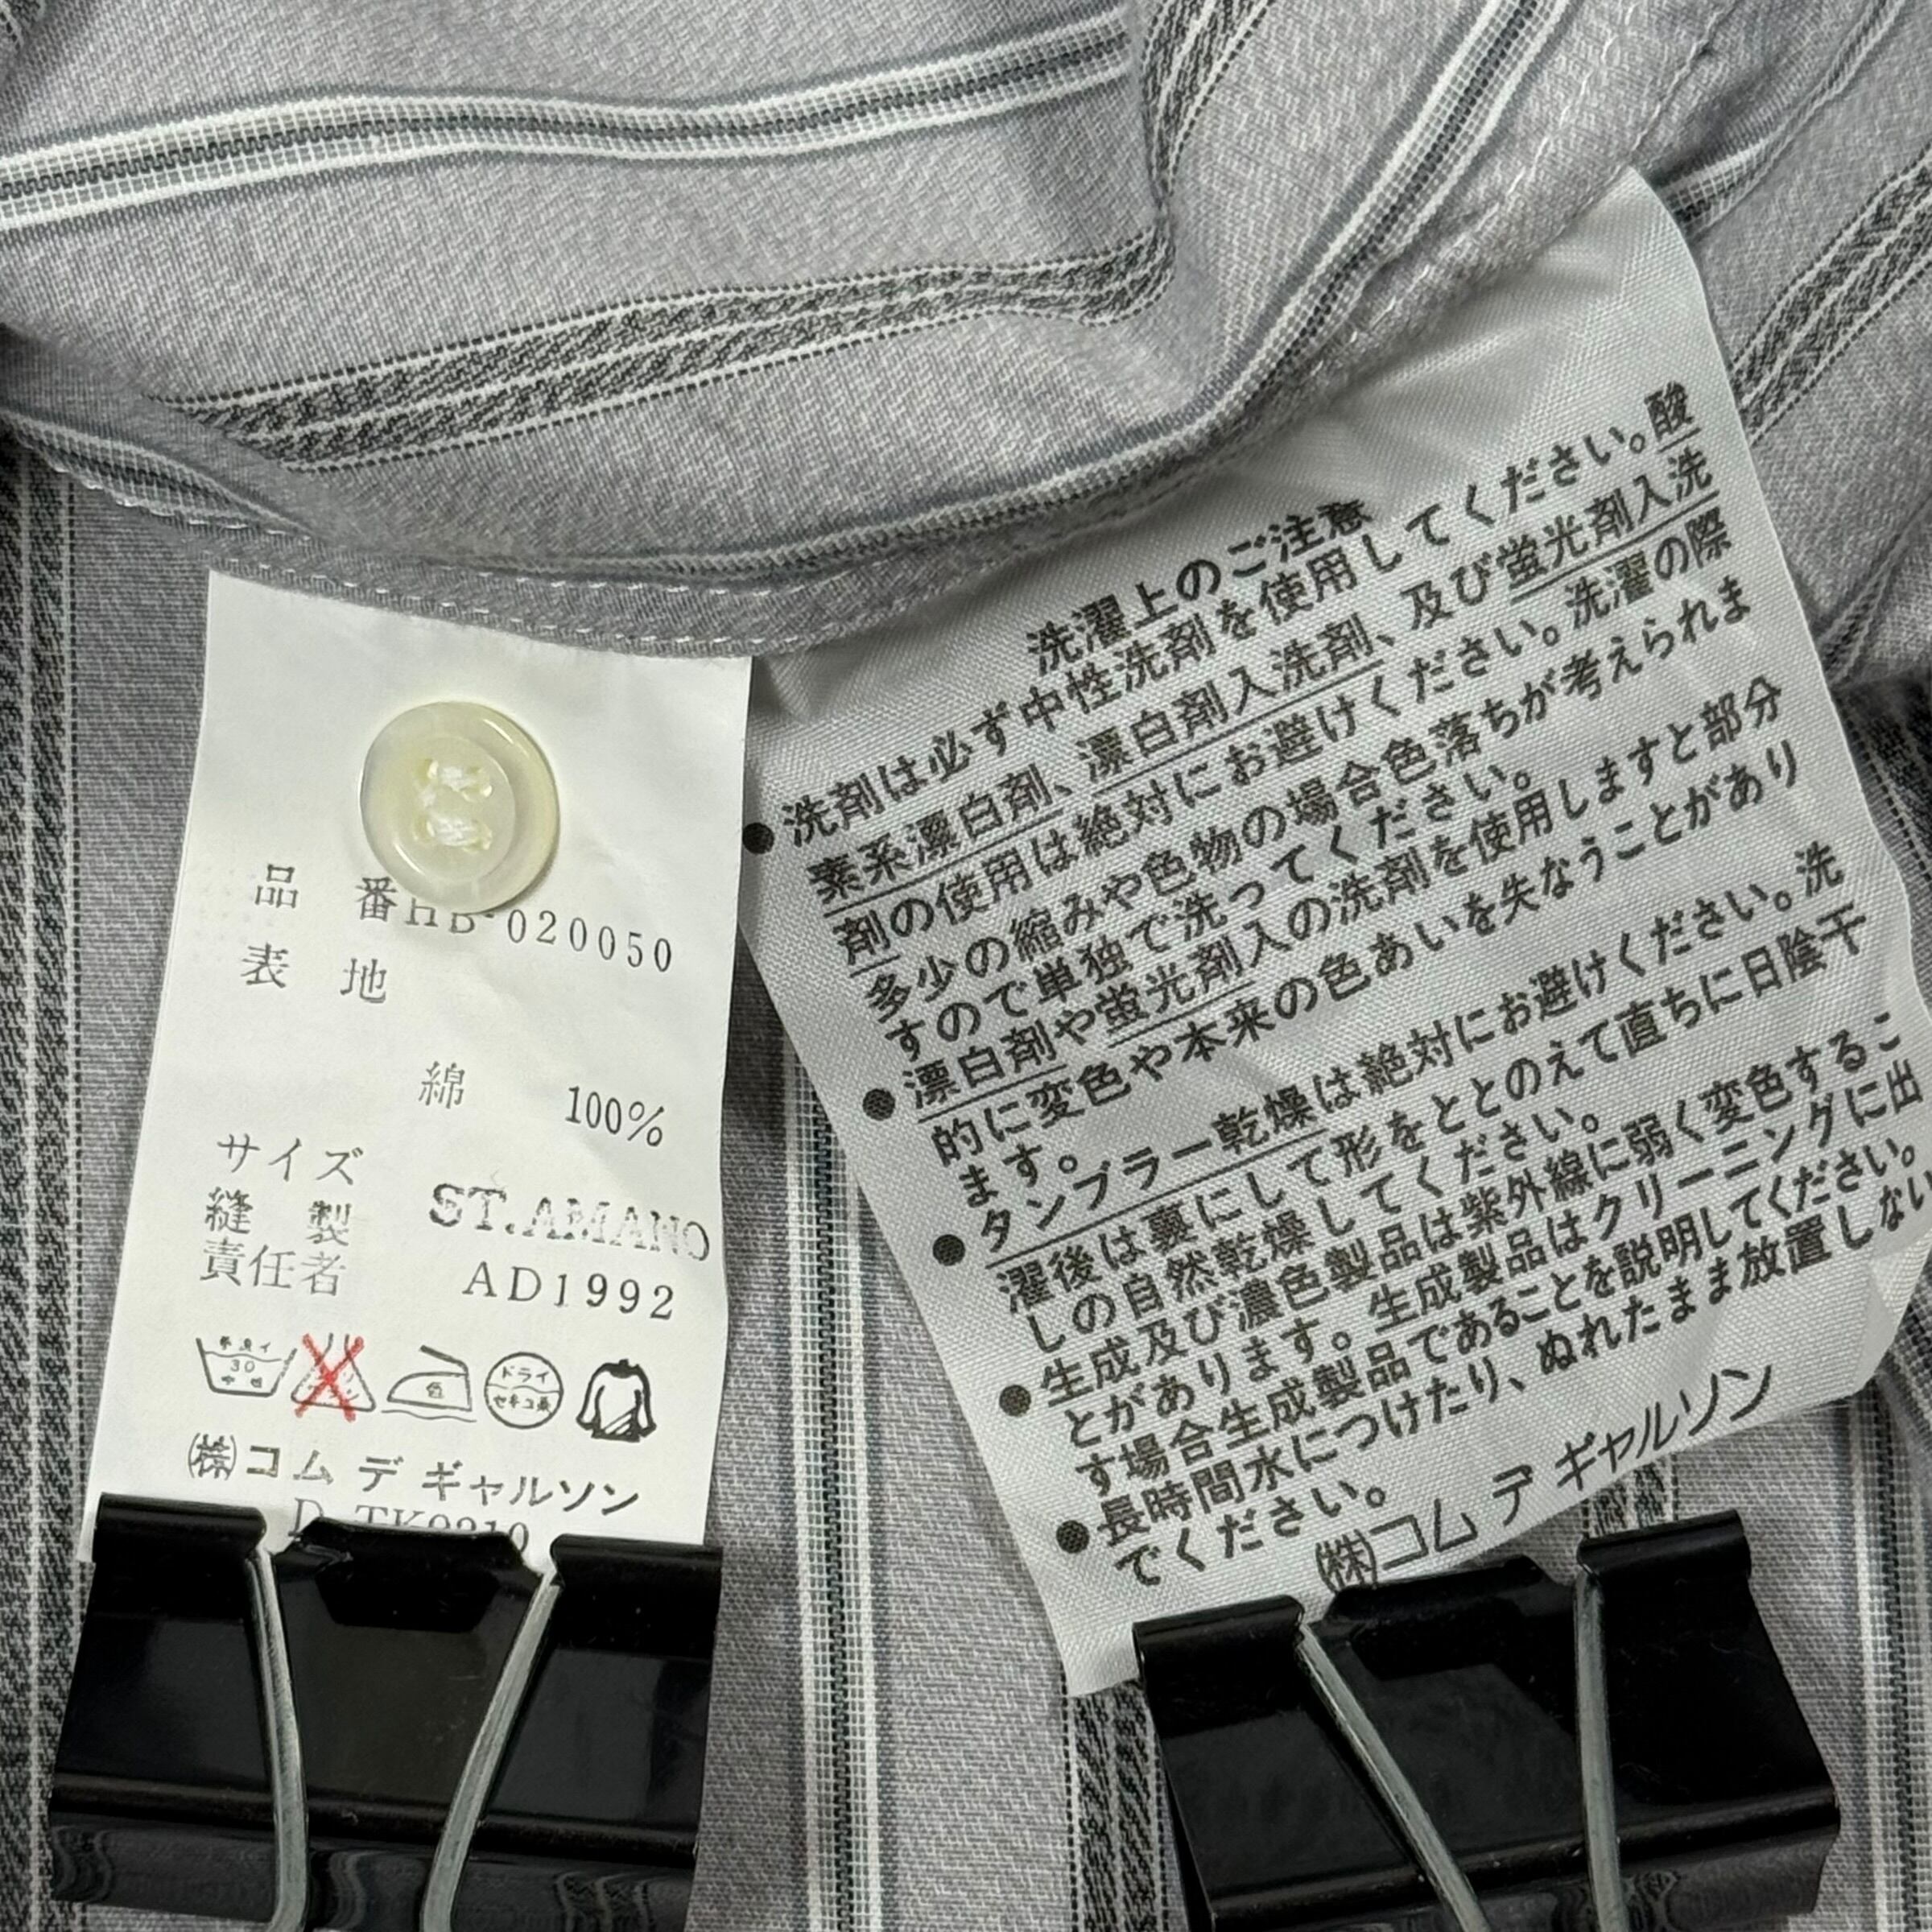 品 番HB-020050
表 地
綿 100%
サイズ
縫 製 ST.AMANO
責任者 AD1992
手洗イ
30
中性
色
ドライ
セキユ系
㈱コム デ ギャルソン
洗濯上のご注意
●洗剤は必ず中性洗剤を使用してください。酸
素系漂白剤、漂白剤入洗剤、及び蛍光剤入洗
剤の使用は絶対にお避けください。洗濯の際
多少の縮みや色物の場合色落ちが考えられま
すので単独で洗ってください。
●漂白剤や蛍光剤入の洗剤を使用しますと部分
的に変色や本来の色あいを失なうことがあり
ます。
●タンブラー乾燥は絶対にお避けください。洗
濯後は裏にして形をととのえて直ちに日陰干
しの自然乾燥してください。
●生成及び濃色製品は紫外線に弱く変色するこ
とがあります。生成製品はクリーニングに出
す場合生成製品であることを説明してください。
●長時間水につけたり、ぬれたまま放置しない
でください。
㈱コム デ ギャルソン